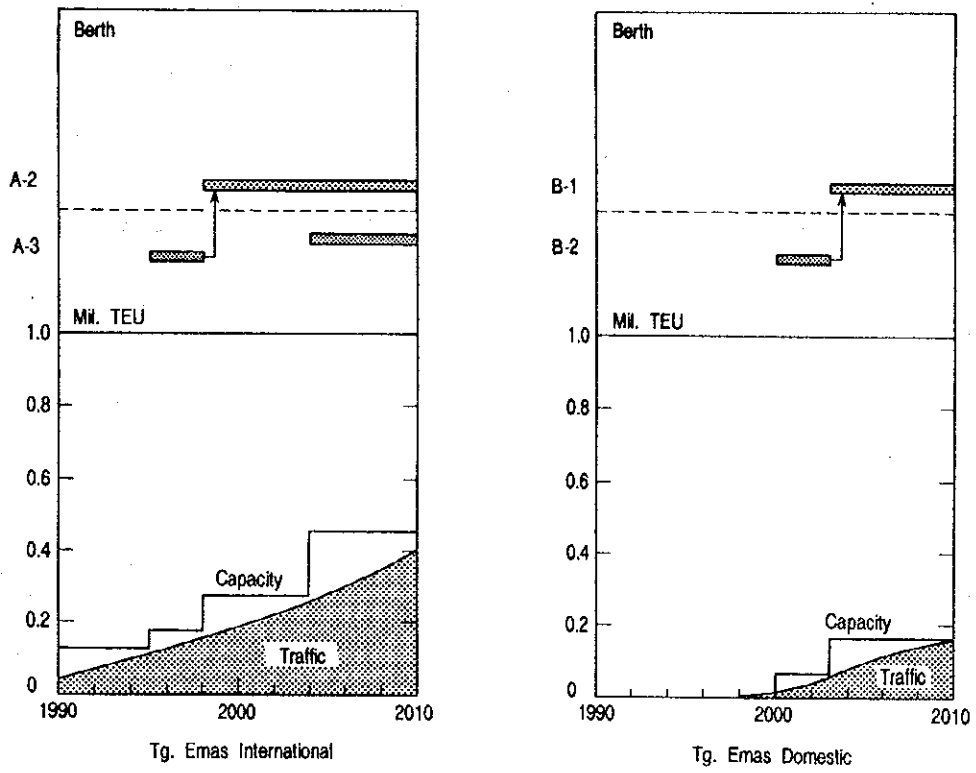 Berth
A-2
A-3
Mil. TEU
1.0
0.8
0.6
0.4
0.2
0
Capacity
Traffic
1990
2000
2010
Tg. Emas International
Berth
B-1
B-2
Mil. TEU
1.0
0.8
0.6
0.4
0.2
0
Capacity
Traffic
1990
2000
2010
Tg. Emas Domestic